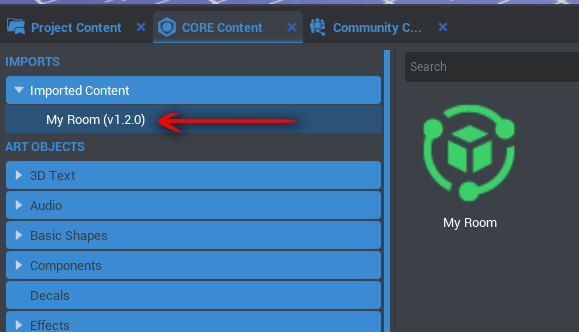 Project Content
CORE Content
Community C...
IMPORTS
Imported Content
My Room (v1.2.0)
ART OBJECTS
3D Text
Audio
Basic Shapes
Components
Decals
Effects
Search
My Room